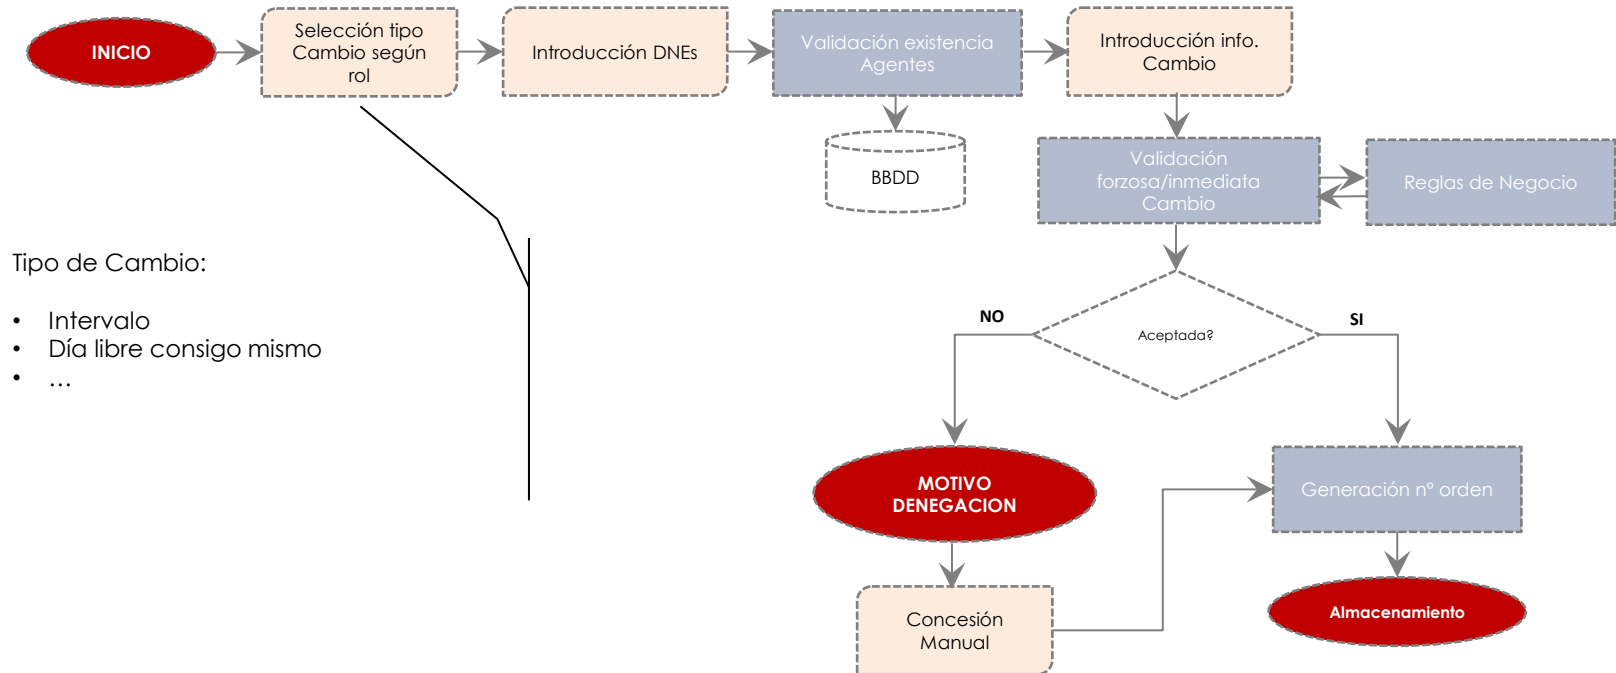 INICIO
Selección tipo
Cambio según
rol
Introducción DNEs
Validación existencia
Agentes
Introducción info.
Cambio
BBDD
Validación
forzosa/inmediata
Cambio
Reglas de Negocio
Tipo de Cambio:
• Intervalo
• Día libre consigo mismo
• ...
NO
Aceptada?
SI
MOTIVO
DENEGACION
Generación nº orden
Concesión
Manual
Almacenamiento